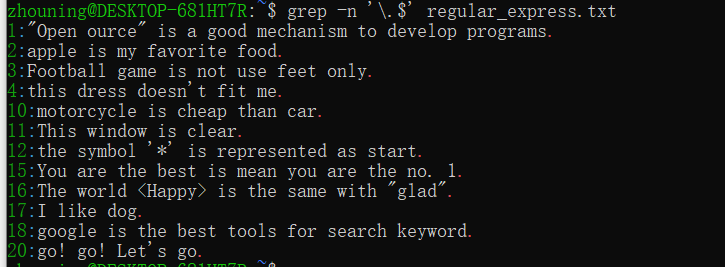 zhouning@DESKTOP-681HT7R:~$ grep -n '\.$' regular_express.txt
1:"Open ource" is a good mechanism to develop programs.
2:apple is my favorite food.
3:Football game is not use feet only.
4:this dress doesn't fit me.
10:motorcycle is cheap than car.
11:This window is clear.
12:the symbol '*' is represented as start.
15:You are the best is mean you are the no. 1.
16:The world <Happy> is the same with "glad".
17:I like dog.
18:google is the best tools for search keyword.
20:go! go! Let's go.
zhouning@DESKTOP-681HT7R:~$